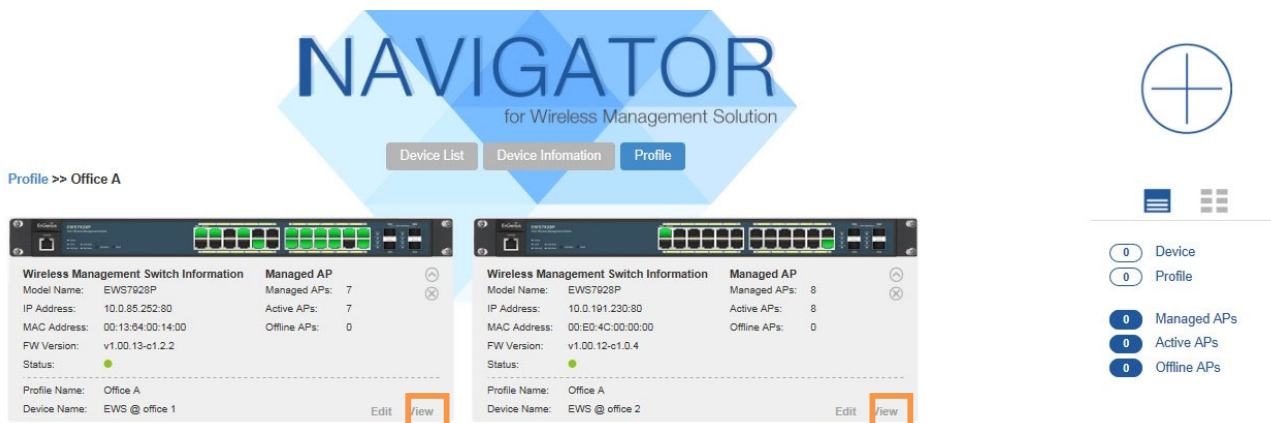 NAVIGATOR
for Wireless Management Solution
Device List Device Infomation Profile
Profile >> Office A
EnGenius EWS7928P
Wireless Management Switch Information Managed AP
Model Name: EWS7928P Managed APs: 7
IP Address: 10.0.85.252:80 Active APs: 7
MAC Address: 00:13:64:00:14:00 Offline APs: 0
FW Version: v1.00.13-c1.2.2
Status:
Profile Name: Office A
Device Name: EWS @ office 1 Edit View
EnGenius EWS7928P
Wireless Management Switch Information Managed AP
Model Name: EWS7928P Managed APs: 8
IP Address: 10.0.191.230:80 Active APs: 8
MAC Address: 00:E0:4C:00:00:00 Offline APs: 0
FW Version: v1.00.12-c1.0.4
Status:
Profile Name: Office A
Device Name: EWS @ office 2 Edit View
0 Device
0 Profile
0 Managed APs
0 Active APs
0 Offline APs